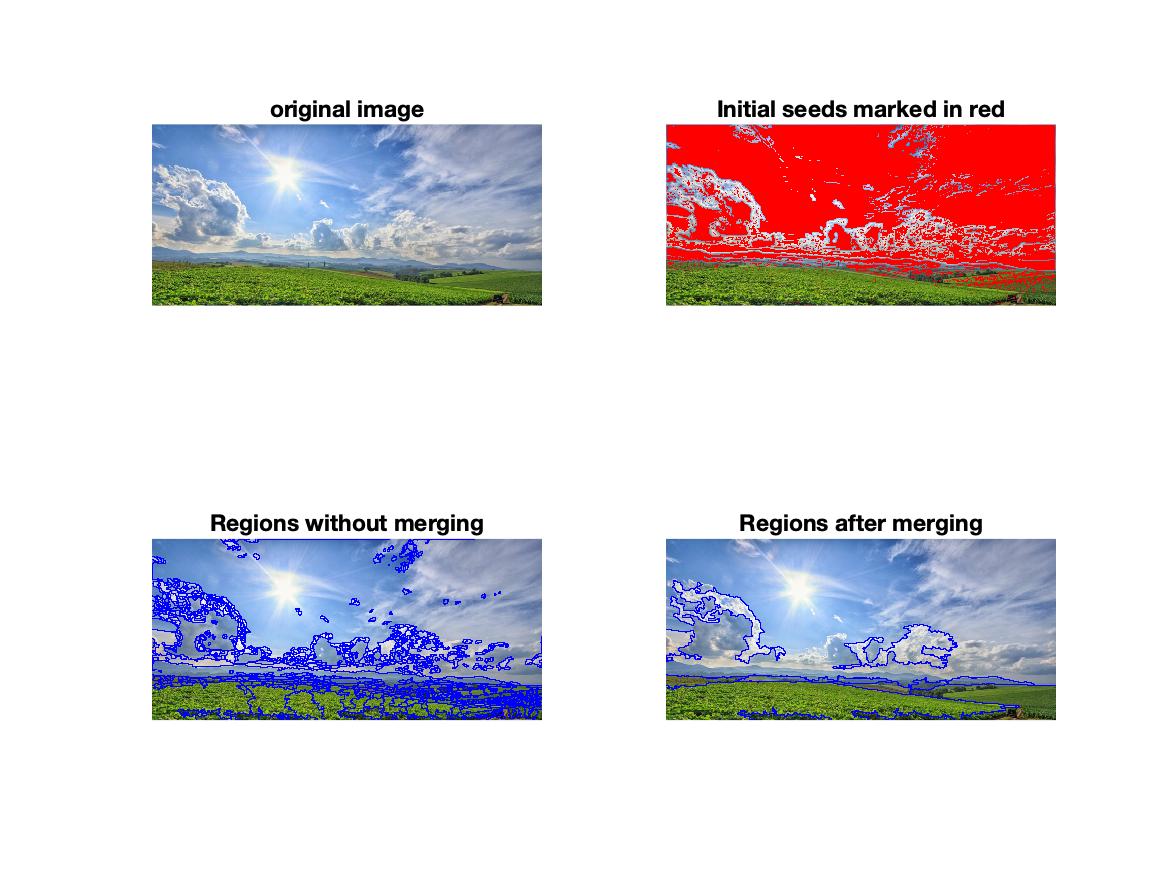 original image
Initial seeds marked in red
Regions without merging
Regions after merging